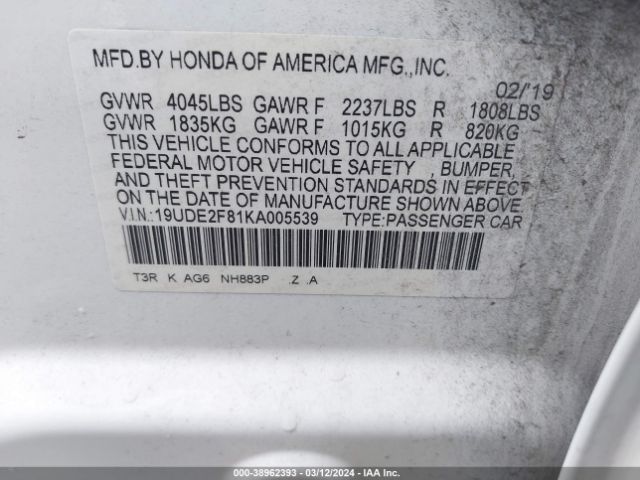 MFD.BY HONDA OF AMERICA MFG.,INC.
02/'19
GVWR 4045LBS GAWR F 2237LBS R 1808LBS
GVWR 1835KG GAWR F 1015KG R 820KG
THIS VEHICLE CONFORMS TO ALL APPLICABLE
FEDERAL MOTOR VEHICLE SAFETY , BUMPER,
AND THEFT PREVENTION STANDARDS IN EFFECT
ON THE DATE OF MANUFACTURE SHOWN ABOVE
V.I.N.:19UDE2F81KA005539 TYPE:PASSENGER CAR
T3R K AG6 NH883P .Z .A
000-38962393 - 03/12/2024 - IAA Inc.